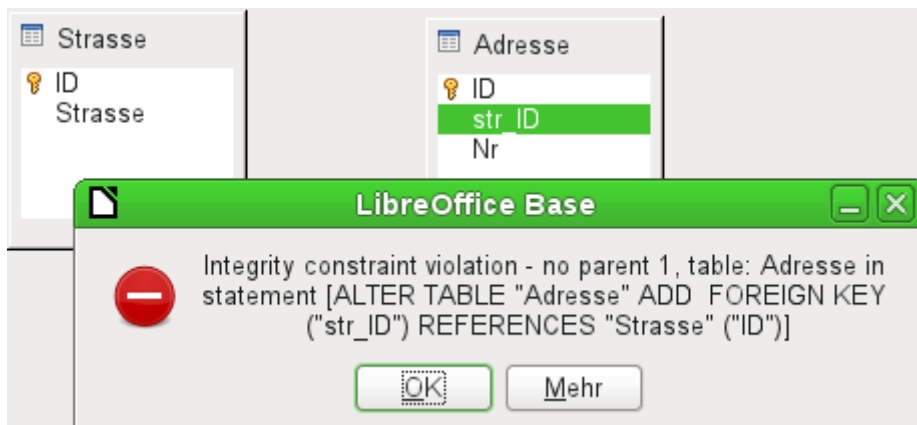 Strasse
ID
Strasse
Adresse
ID
str_ID
Nr
LibreOffice Base
Integrity constraint violation - no parent 1, table: Adresse in
statement [ALTER TABLE "Adresse" ADD  FOREIGN KEY
("str_ID") REFERENCES "Strasse" ("ID")]
OK
Mehr